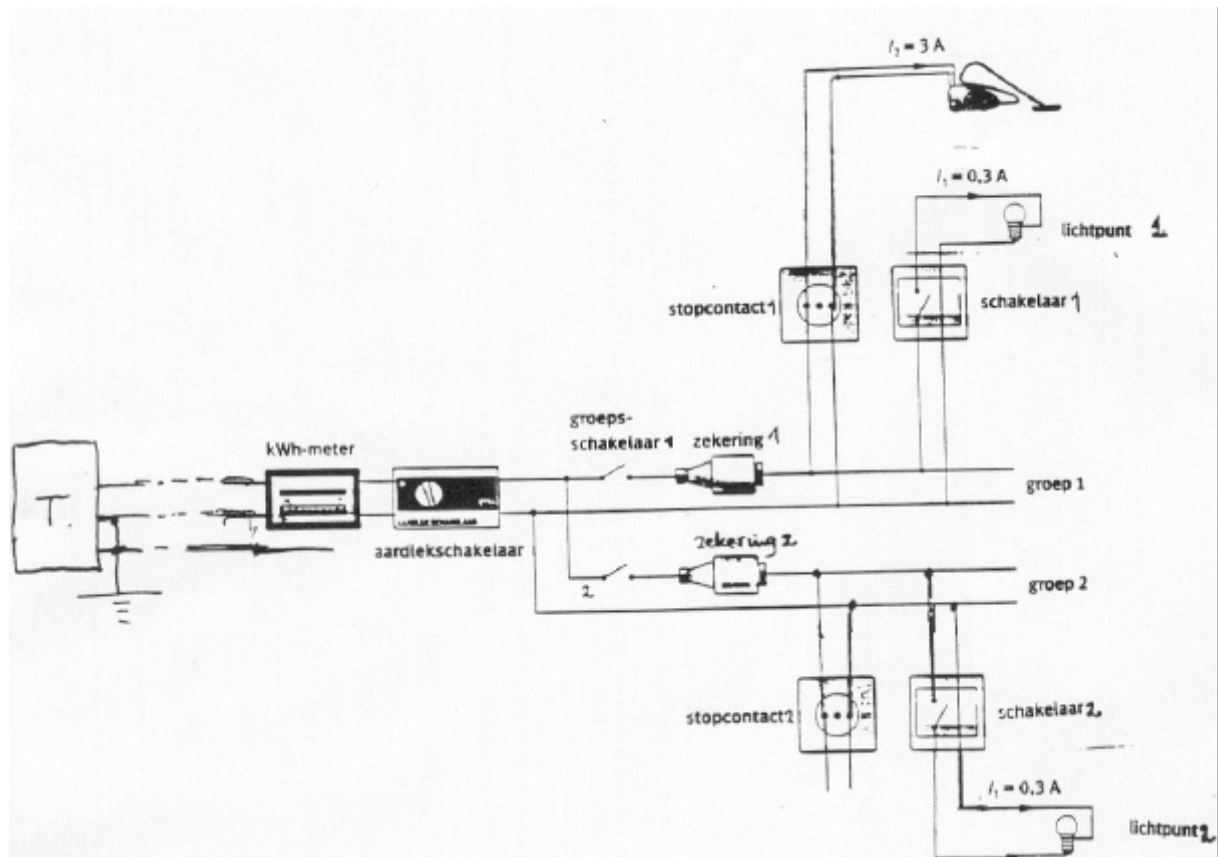 I₂ = 3 A
I₁ = 0,3 A
lichtpunt 1
stopcontact 1
schakelaar 1
groeps-
schakelaar 1
zekering 1
kWh-meter
T.
groep 1
aardlekschakelaar
zekering 2
2
groep 2
stopcontact 2
schakelaar 2
I₁ = 0,3 A
lichtpunt 2